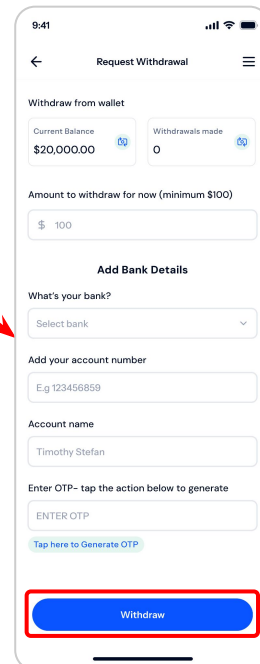 9:41
Request Withdrawal
Withdraw from wallet
Current Balance
$20,000.00
Withdrawals made
0
Amount to withdraw for now (minimum $100)
$ 100
Add Bank Details
What's your bank?
Select bank
Add your account number
E.g 123456859
Account name
Timothy Stefan
Enter OTP- tap the action below to generate
ENTER OTP
Tap here to Generate OTP
Withdraw